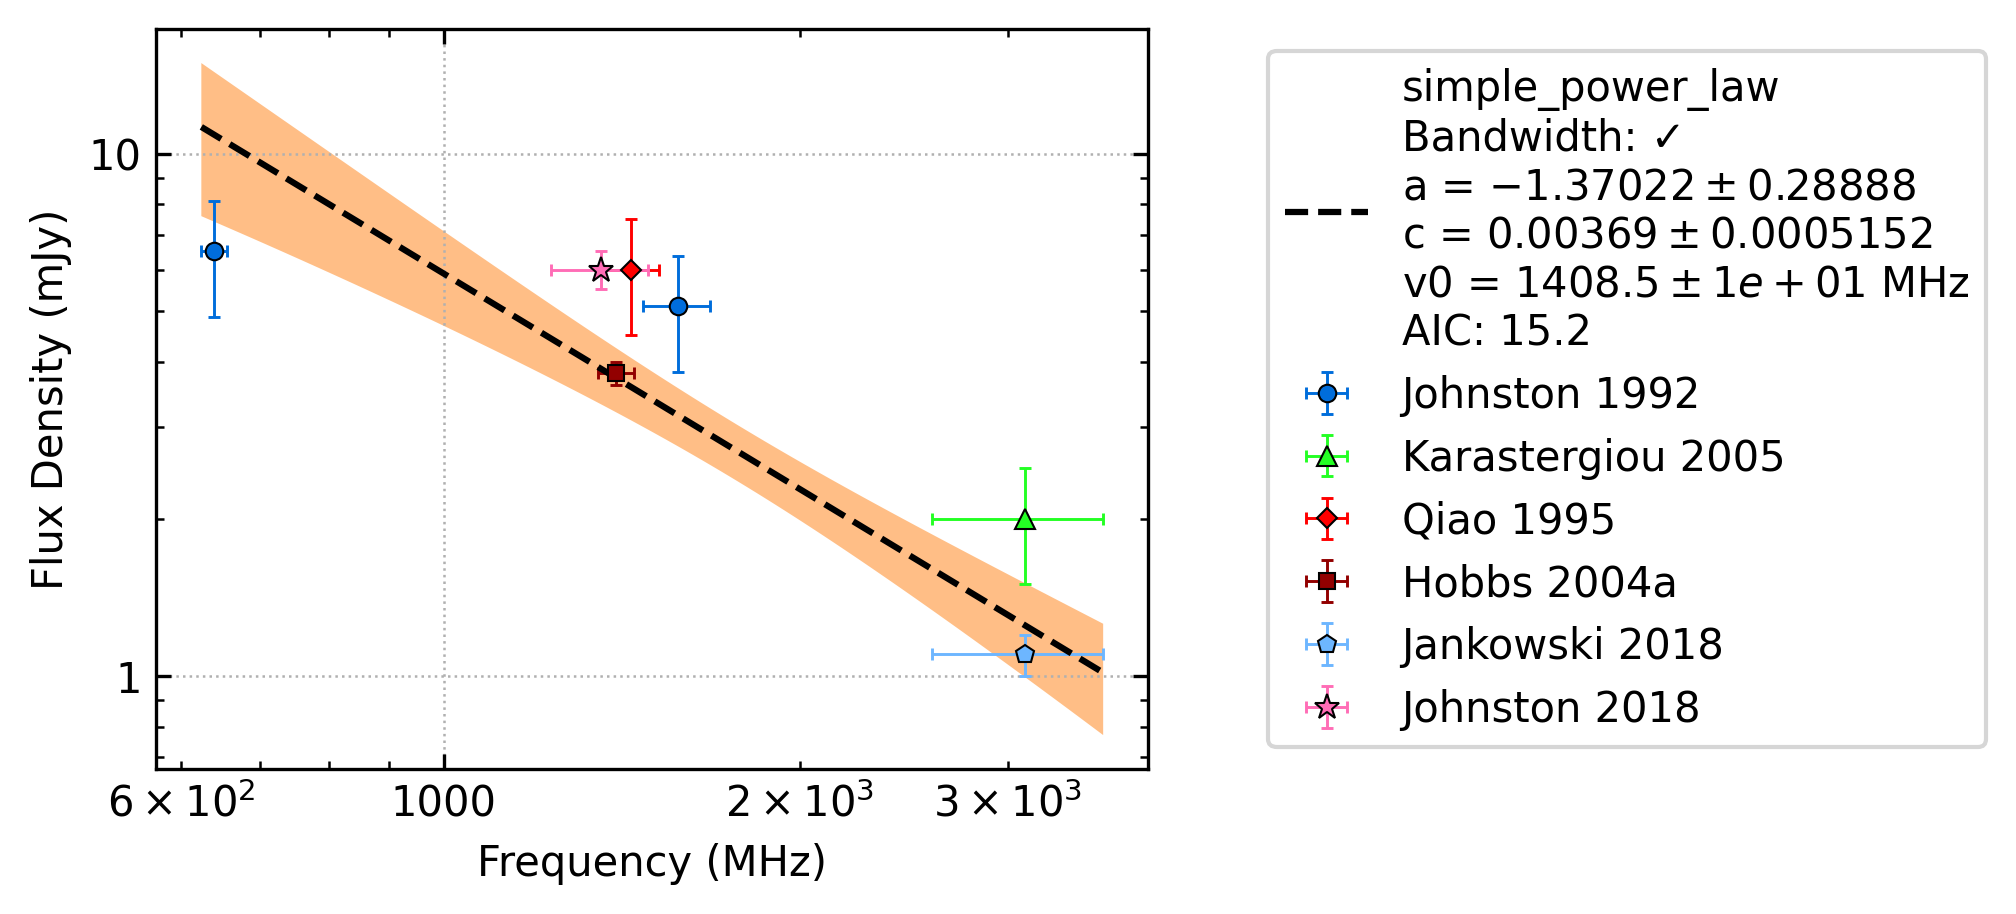 10
1
Flux Density (mJy)
6 × 10²
1000
2 × 10³
3 × 10³
Frequency (MHz)
simple_power_law
Bandwidth: ✓
a = −1.37022 ± 0.28888
c = 0.00369 ± 0.0005152
v0 = 1408.5 ± 1e + 01 MHz
AIC: 15.2
Johnston 1992
Karastergiou 2005
Qiao 1995
Hobbs 2004a
Jankowski 2018
Johnston 2018